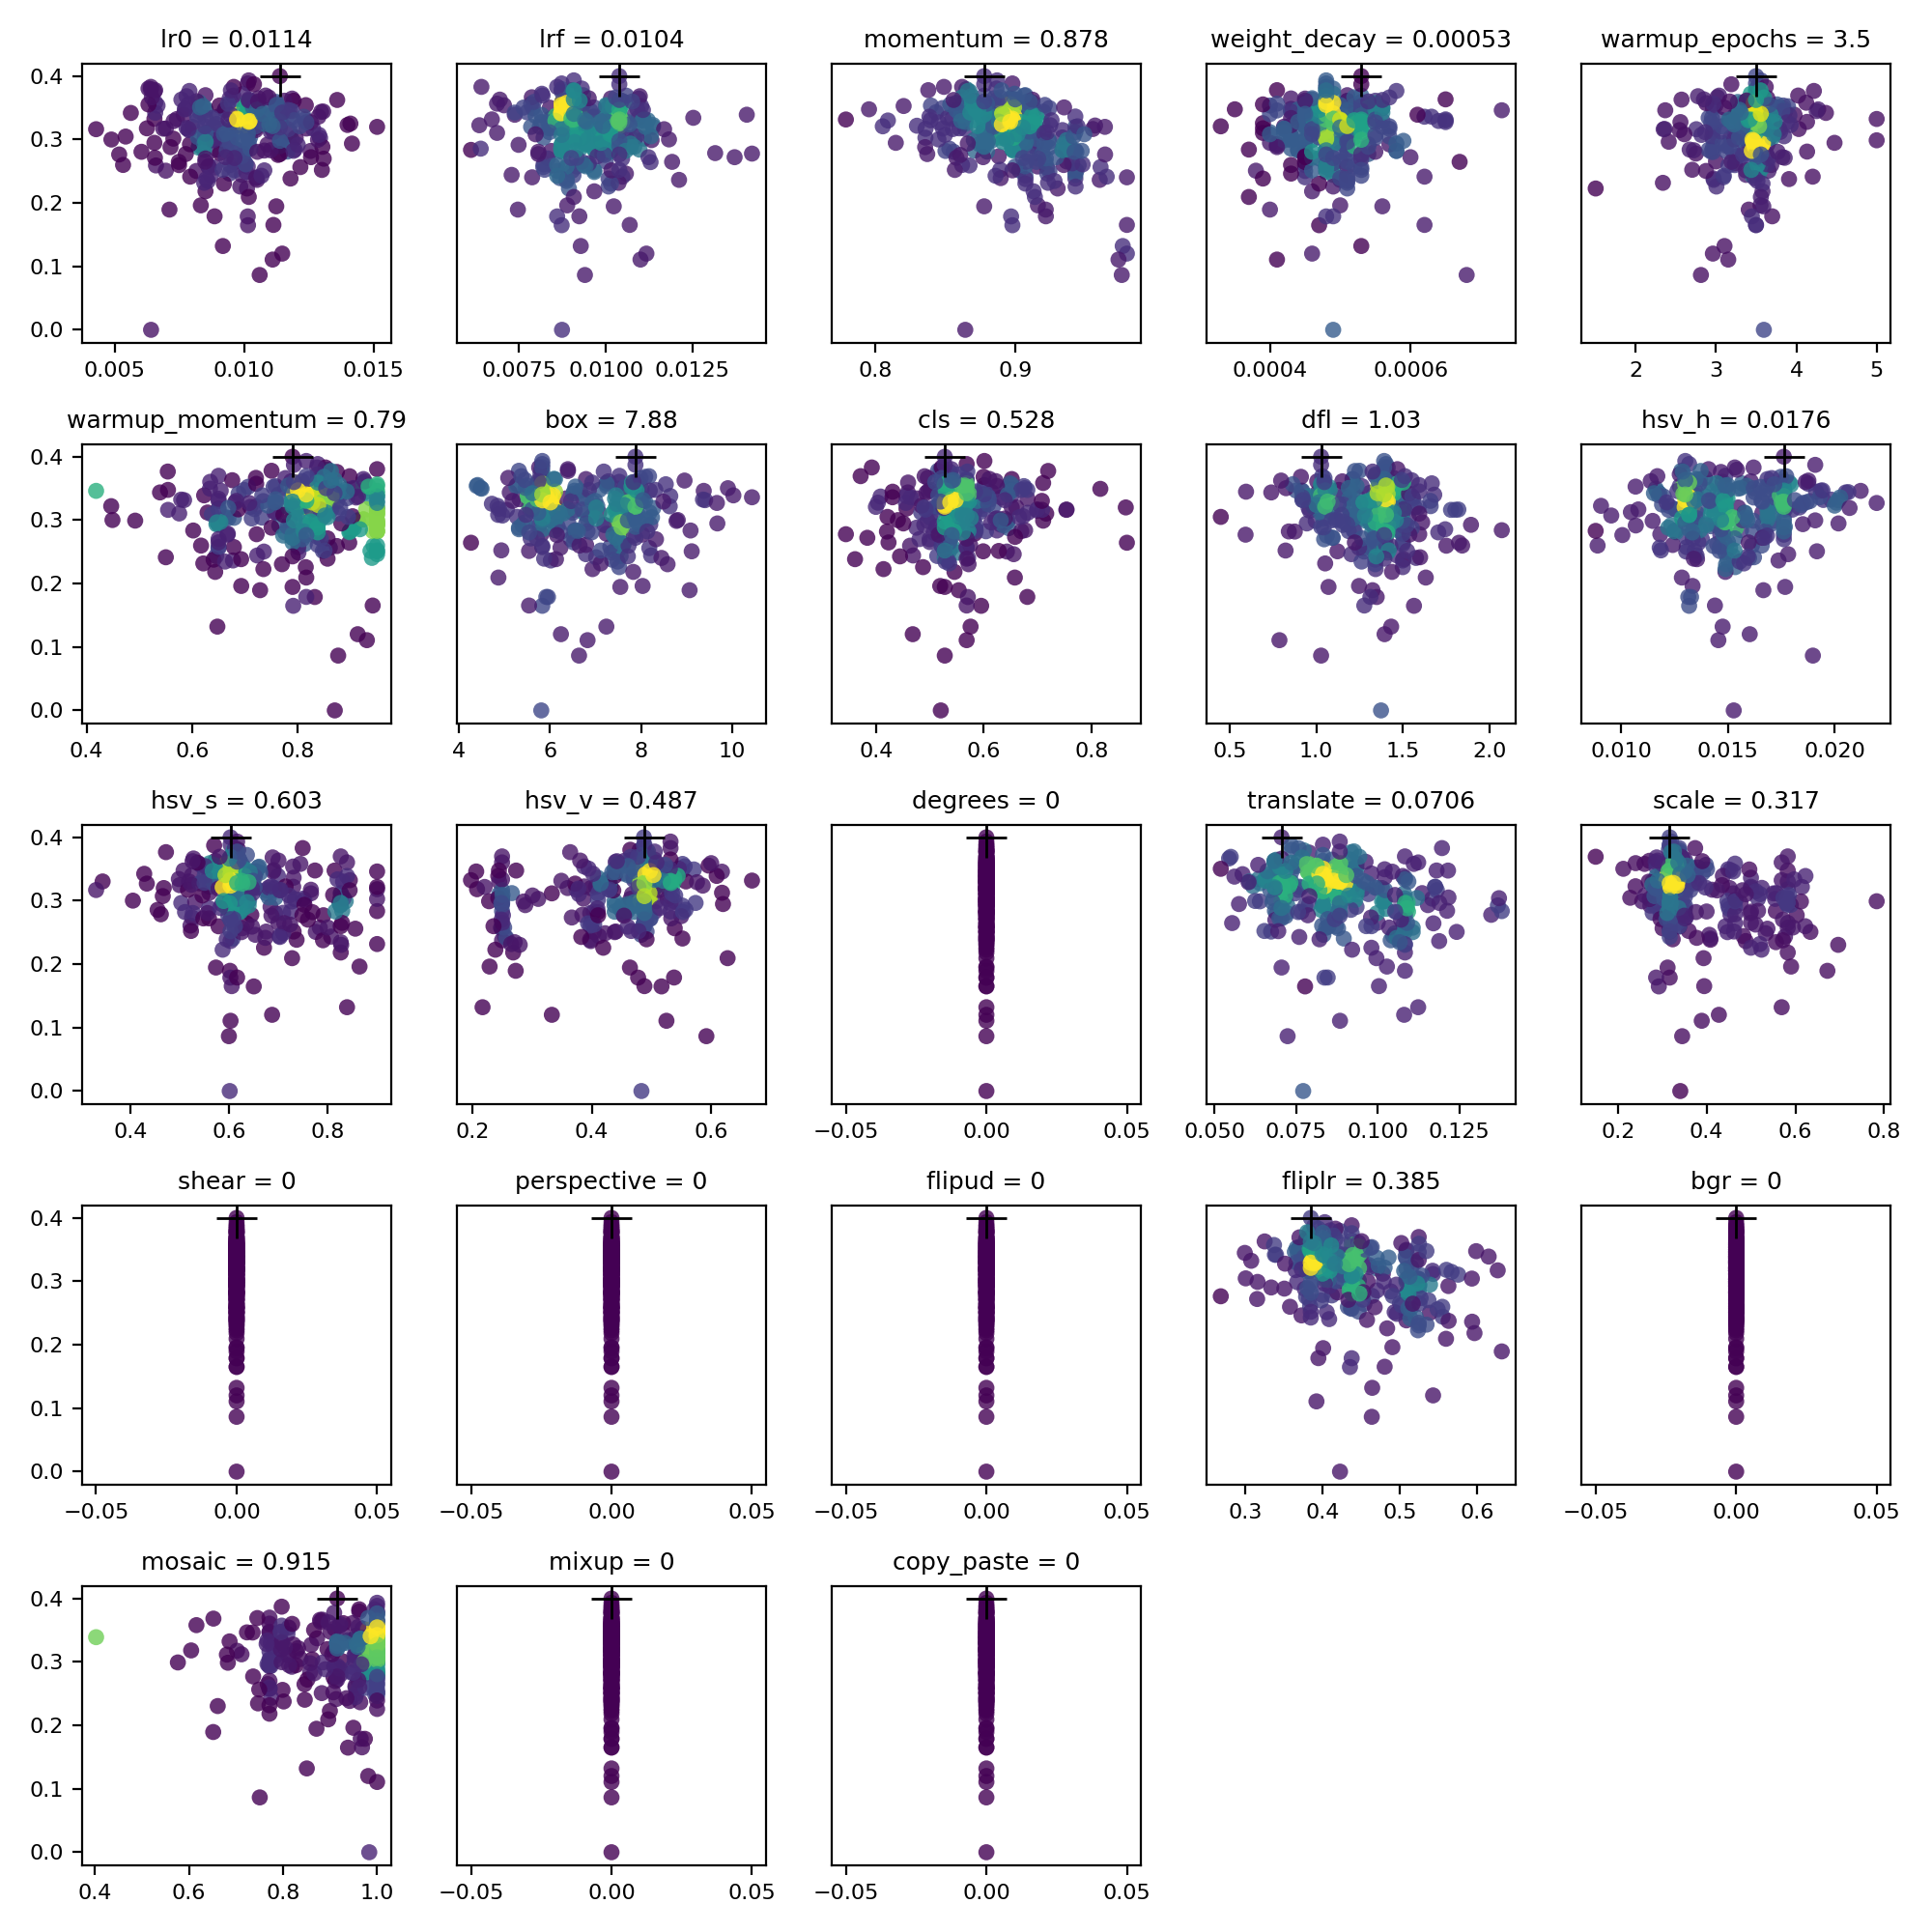 lr0 = 0.0114 lrf = 0.0104 momentum = 0.878 weight_decay = 0.00053 warmup_epochs = 3.5
0.4
0.3
0.2
0.1
0.0
0.005 0.010 0.015 0.0075 0.0100 0.0125 0.8 0.9 0.0004 0.0006 2 3 4 5
warmup_momentum = 0.79 box = 7.88 cls = 0.528 dfl = 1.03 hsv_h = 0.0176
0.4
0.3
0.2
0.1
0.0
0.4 0.6 0.8 4 6 8 10 0.4 0.6 0.8 0.5 1.0 1.5 2.0 0.010 0.015 0.020
hsv_s = 0.603 hsv_v = 0.487 degrees = 0 translate = 0.0706 scale = 0.317
0.4
0.3
0.2
0.1
0.0
0.4 0.6 0.8 0.2 0.4 0.6 −0.05 0.00 0.05 0.050 0.075 0.100 0.125 0.2 0.4 0.6 0.8
shear = 0 perspective = 0 flipud = 0 fliplr = 0.385 bgr = 0
0.4
0.3
0.2
0.1
0.0
−0.05 0.00 0.05 −0.05 0.00 0.05 −0.05 0.00 0.05 0.3 0.4 0.5 0.6 −0.05 0.00 0.05
mosaic = 0.915 mixup = 0 copy_paste = 0
0.4
0.3
0.2
0.1
0.0
0.4 0.6 0.8 1.0 −0.05 0.00 0.05 −0.05 0.00 0.05